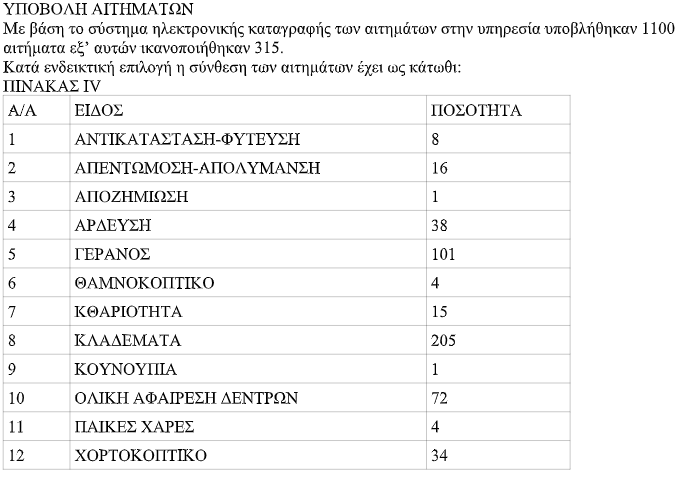 ΥΠΟΒΟΛΗ ΑΙΤΗΜΑΤΩΝ
Με βάση το σύστημα ηλεκτρονικής καταγραφής των αιτημάτων στην υπηρεσία υποβλήθηκαν 1100
αιτήματα εξ’ αυτών ικανοποιήθηκαν 315.
Κατά ενδεικτική επιλογή η σύνθεση των αιτημάτων έχει ως κάτωθι:
ΠΙΝΑΚΑΣ IV
Α/Α ΕΙΔΟΣ ΠΟΣΟΤΗΤΑ
1 ΑΝΤΙΚΑΤΑΣΤΑΣΗ-ΦΥΤΕΥΣΗ 8
2 ΑΠΕΝΤΩΜΟΣΗ-ΑΠΟΛΥΜΑΝΣΗ 16
3 ΑΠΟΖΗΜΙΩΣΗ 1
4 ΑΡΔΕΥΣΗ 38
5 ΓΕΡΑΝΟΣ 101
6 ΘΑΜΝΟΚΟΠΤΙΚΟ 4
7 ΚΘΑΡΙΟΤΗΤΑ 15
8 ΚΛΑΔΕΜΑΤΑ 205
9 ΚΟΥΝΟΥΠΙΑ 1
10 ΟΛΙΚΗ ΑΦΑΙΡΕΣΗ ΔΕΝΤΡΩΝ 72
11 ΠΑΙΚΕΣ ΧΑΡΕΣ 4
12 ΧΟΡΤΟΚΟΠΤΙΚΟ 34